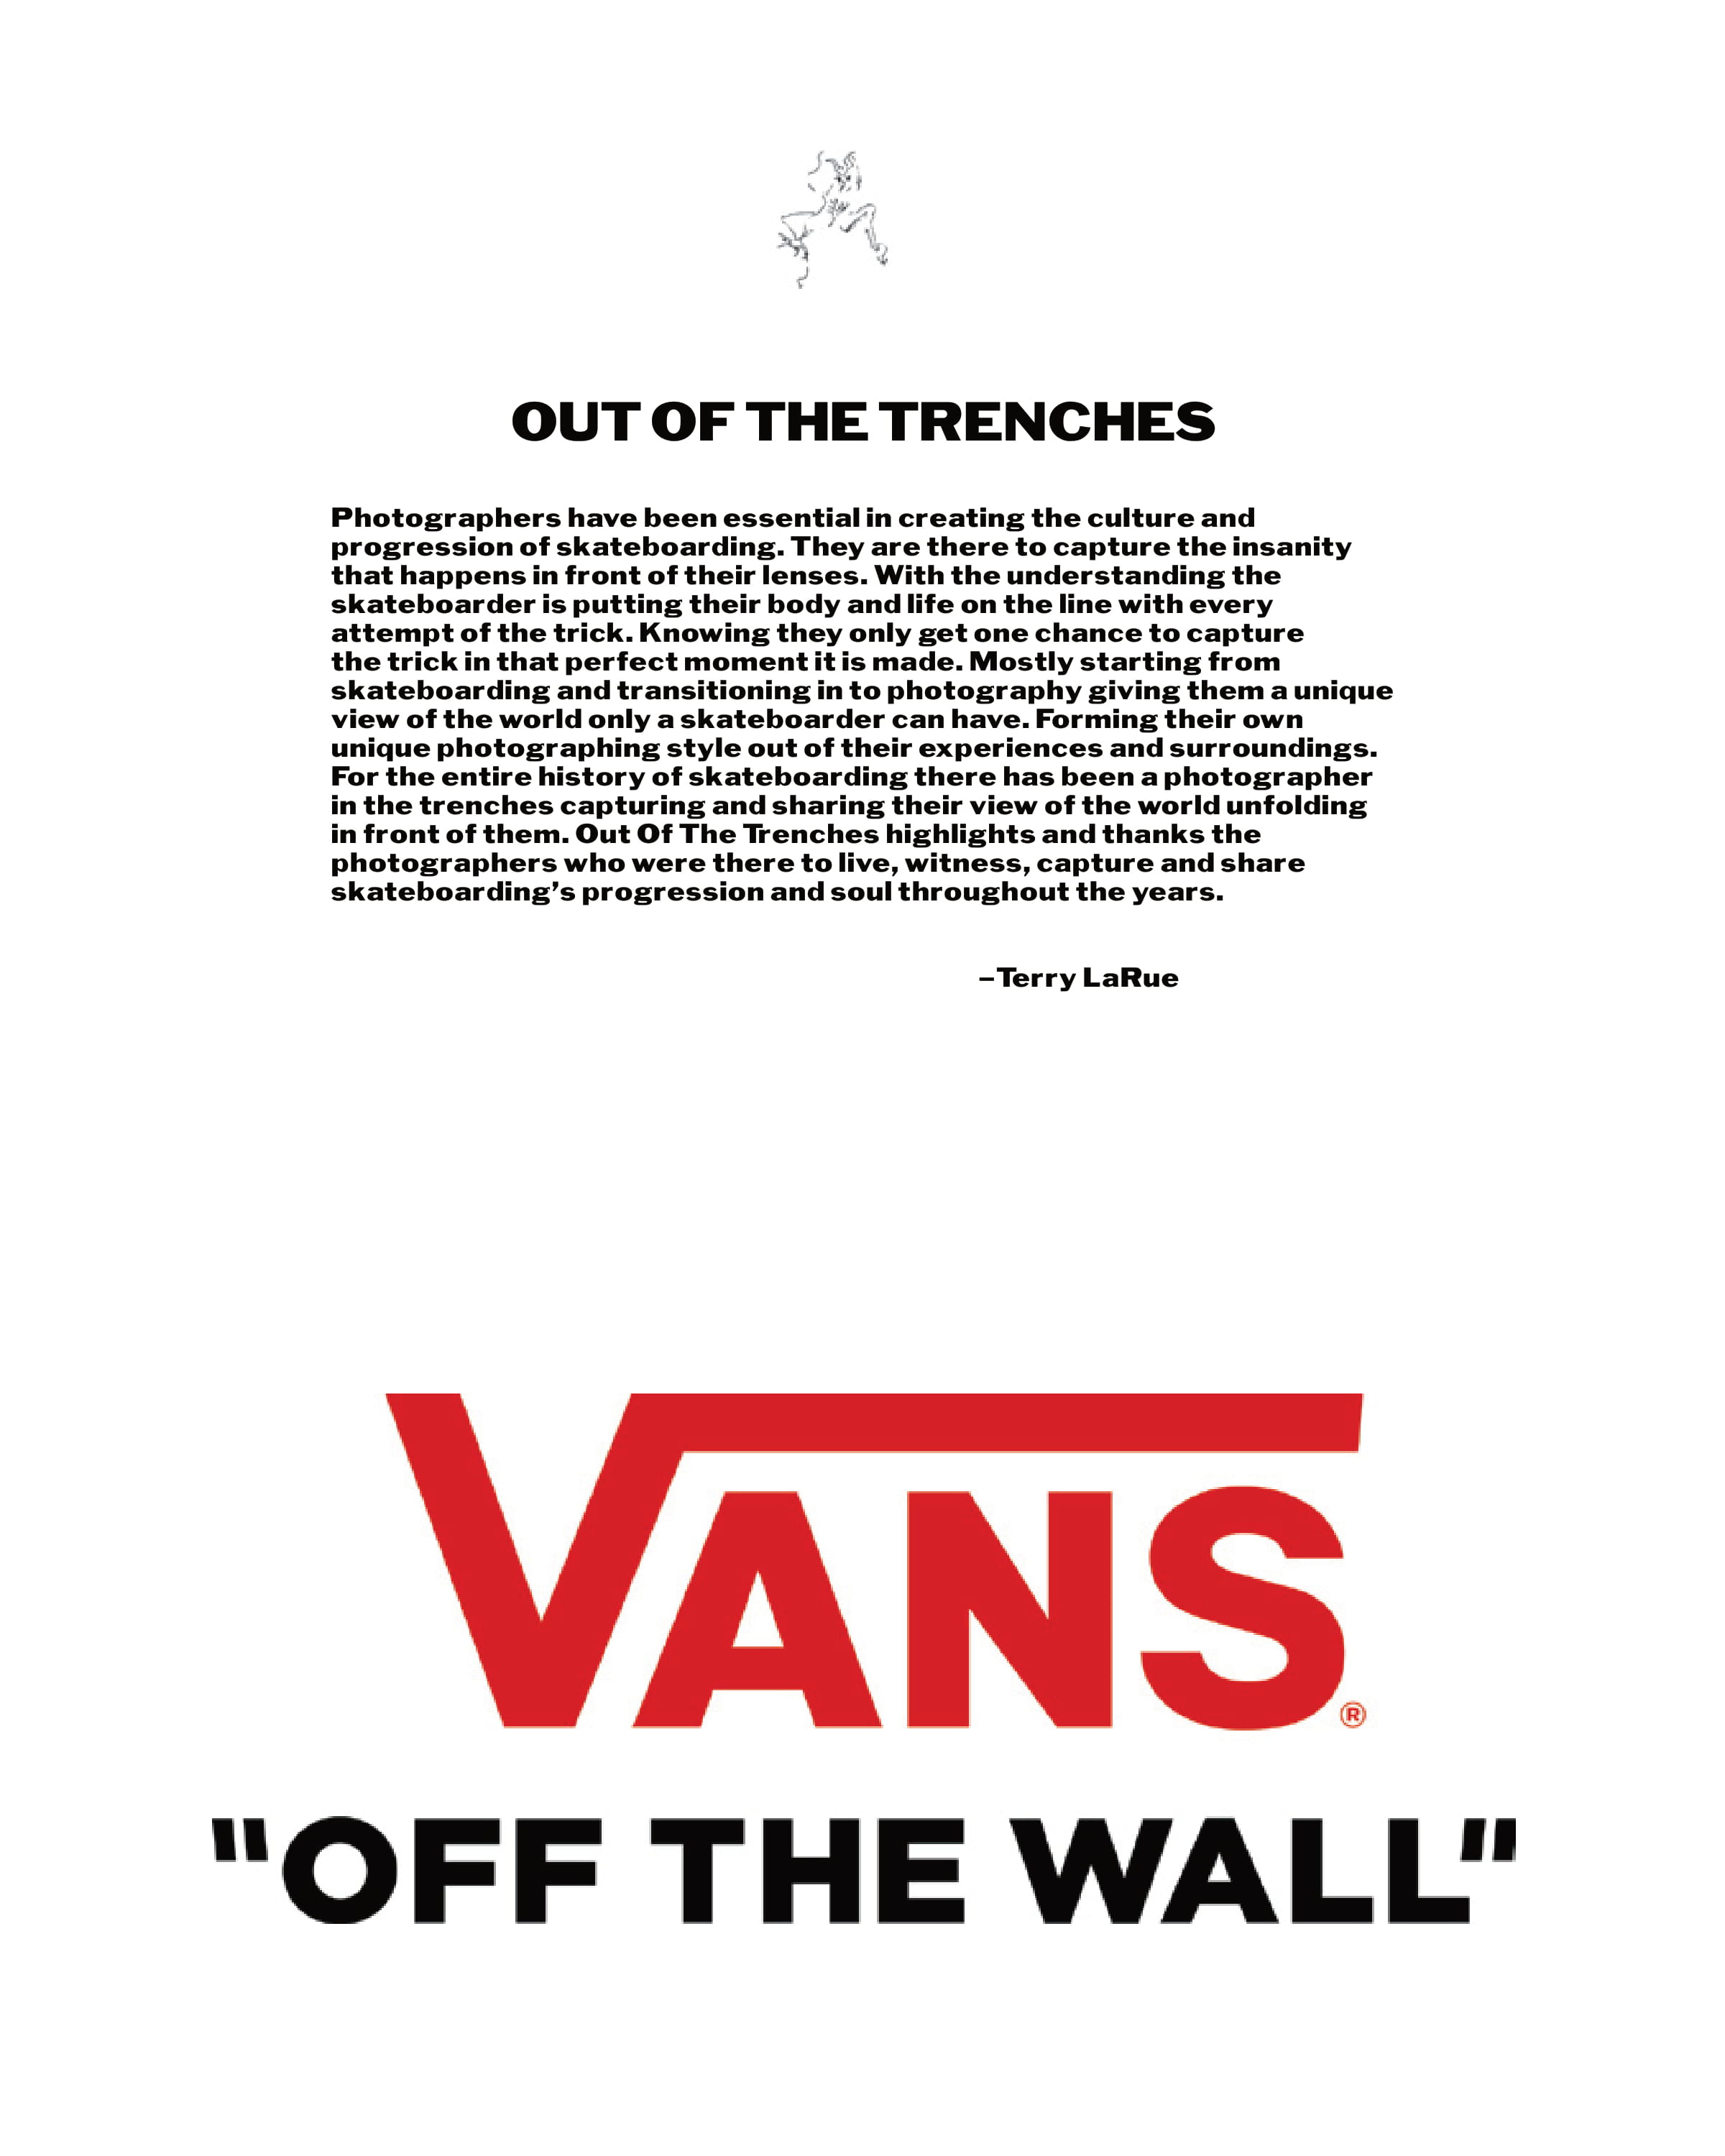 OUT OF THE TRENCHES
Photographers have been essential in creating the culture and
progression of skateboarding. They are there to capture the insanity
that happens in front of their lenses. With the understanding the
skateboarder is putting their body and life on the line with every
attempt of the trick. Knowing they only get one chance to capture
the trick in that perfect moment it is made. Mostly starting from
skateboarding and transitioning in to photography giving them a unique
view of the world only a skateboarder can have. Forming their own
unique photographing style out of their experiences and surroundings.
For the entire history of skateboarding there has been a photographer
in the trenches capturing and sharing their view of the world unfolding
in front of them. Out Of The Trenches highlights and thanks the
photographers who were there to live, witness, capture and share
skateboarding’s progression and soul throughout the years.
–Terry LaRue
VANS®
"OFF THE WALL"